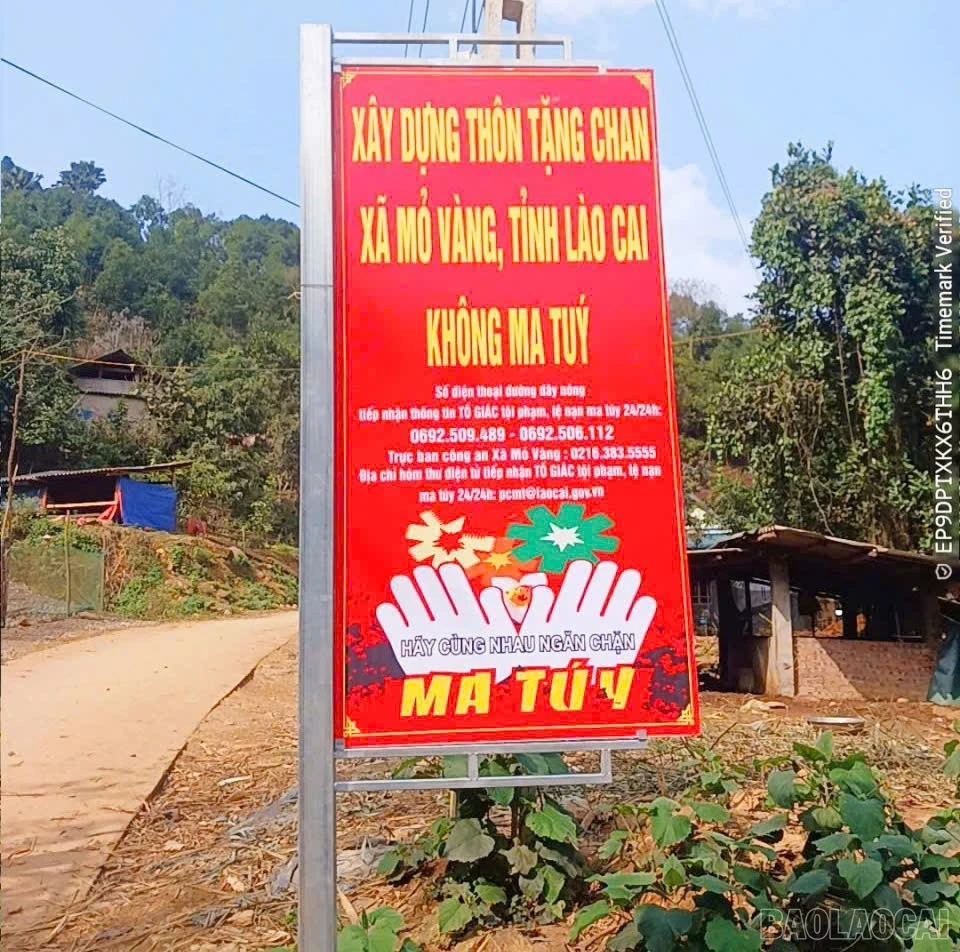 XÂY DỰNG THÔN TẶNG CHAN
XÃ MỎ VÀNG, TỈNH LÀO CAI
KHÔNG MA TUÝ
Số điện thoại đường dây nóng
tiếp nhận thông tin TỐ GIÁC tội phạm, tệ nạn ma túy 24/24h:
0692.509.489 - 0692.506.112
Trực ban công an Xã Mỏ Vàng : 0216.383.5555
Địa chỉ hòm thư điện tử tiếp nhận TỐ GIÁC tội phạm, tệ nạn
ma túy 24/24h: pcmt@laocai.gov.vn
HÃY CÙNG NHAU NGĂN CHẶN
MA TÚY
EP9DPTXKX6THH6 Timemark Verified
BAOLAOCAI